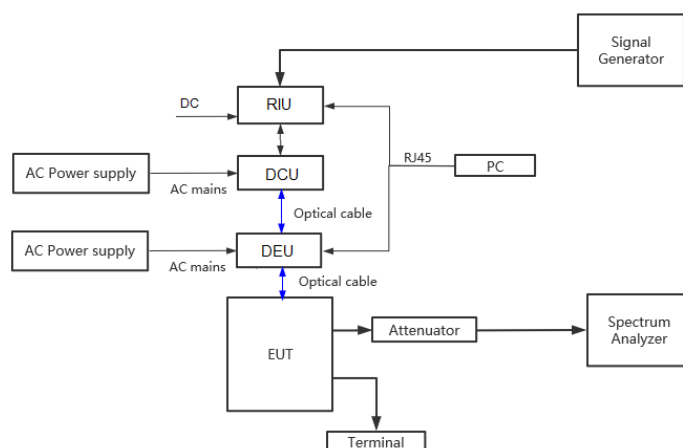 Signal
Generator
DC
RIU
RJ45
PC
AC Power supply
AC mains
DCU
Optical cable
AC Power supply
AC mains
DEU
Optical cable
EUT
Attenuator
Spectrum
Analyzer
Terminal